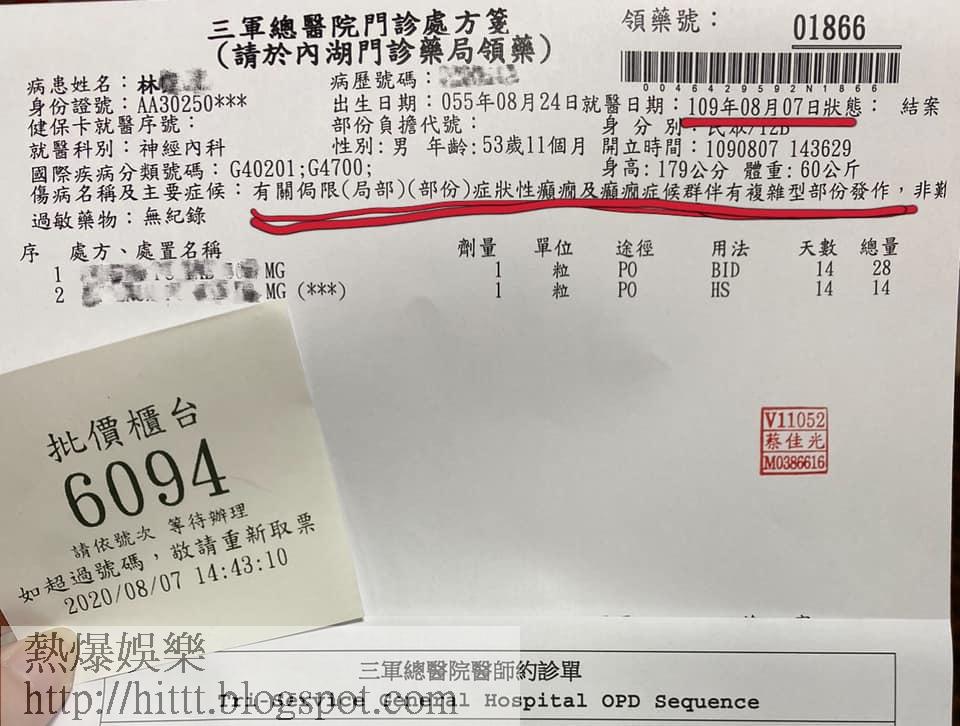 三軍總醫院門診處方箋
(請於內湖門診藥局領藥)
領藥號： 01866
0046429592N1866
病患姓名：林
病歷號碼：
身份證號：AA30250***
出生日期：055年08月24日 就醫日期：109年08月07日 狀態： 結案
健保卡就醫序號：
部份負擔代號：
身 分 別：民眾/12B
就醫科別：神經內科
性別：男 年齡：53歲11個月 開立時間：1090807 143629
國際疾病分類號碼：G40201;G4700;
身高：179公分 體重：60公斤
傷病名稱及主要症候：有關侷限(局部)(部份)症狀性癲癇及癲癇症候群伴有複雜型部份發作，非難
過敏藥物：無紀錄
序 處方、處置名稱 劑量 單位 途徑 用法 天數 總量
1 MG 1 粒 PO BID 14 28
2 MG (***) 1 粒 PO HS 14 14
V11052
蔡佳光
M0386616
批價櫃台
6094
請依號次 等待辦理
如超過號碼，敬請重新取票
2020/08/07 14:43:10
熱爆娛樂
http://hittt.blogspot.com/
三軍總醫院醫師約診單
Tri-Service General Hospital OPD Sequence